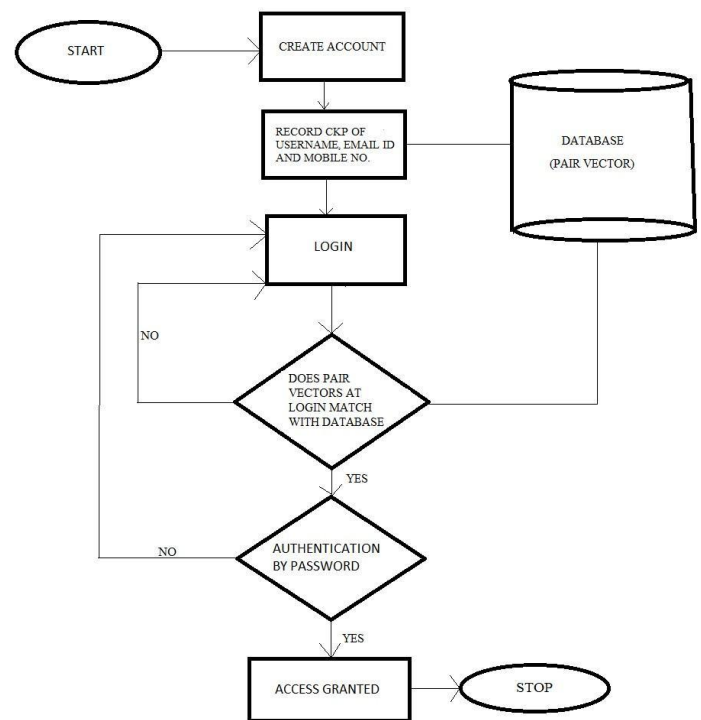 START
CREATE ACCOUNT
RECORD CKP OF
USERNAME, EMAIL ID
AND MOBILE NO.
DATABASE
(PAIR VECTOR)
LOGIN
NO
DOES PAIR
VECTORS AT
LOGIN MATCH
WITH DATABASE
YES
NO
AUTHENTICATION
BY PASSWORD
YES
ACCESS GRANTED
STOP